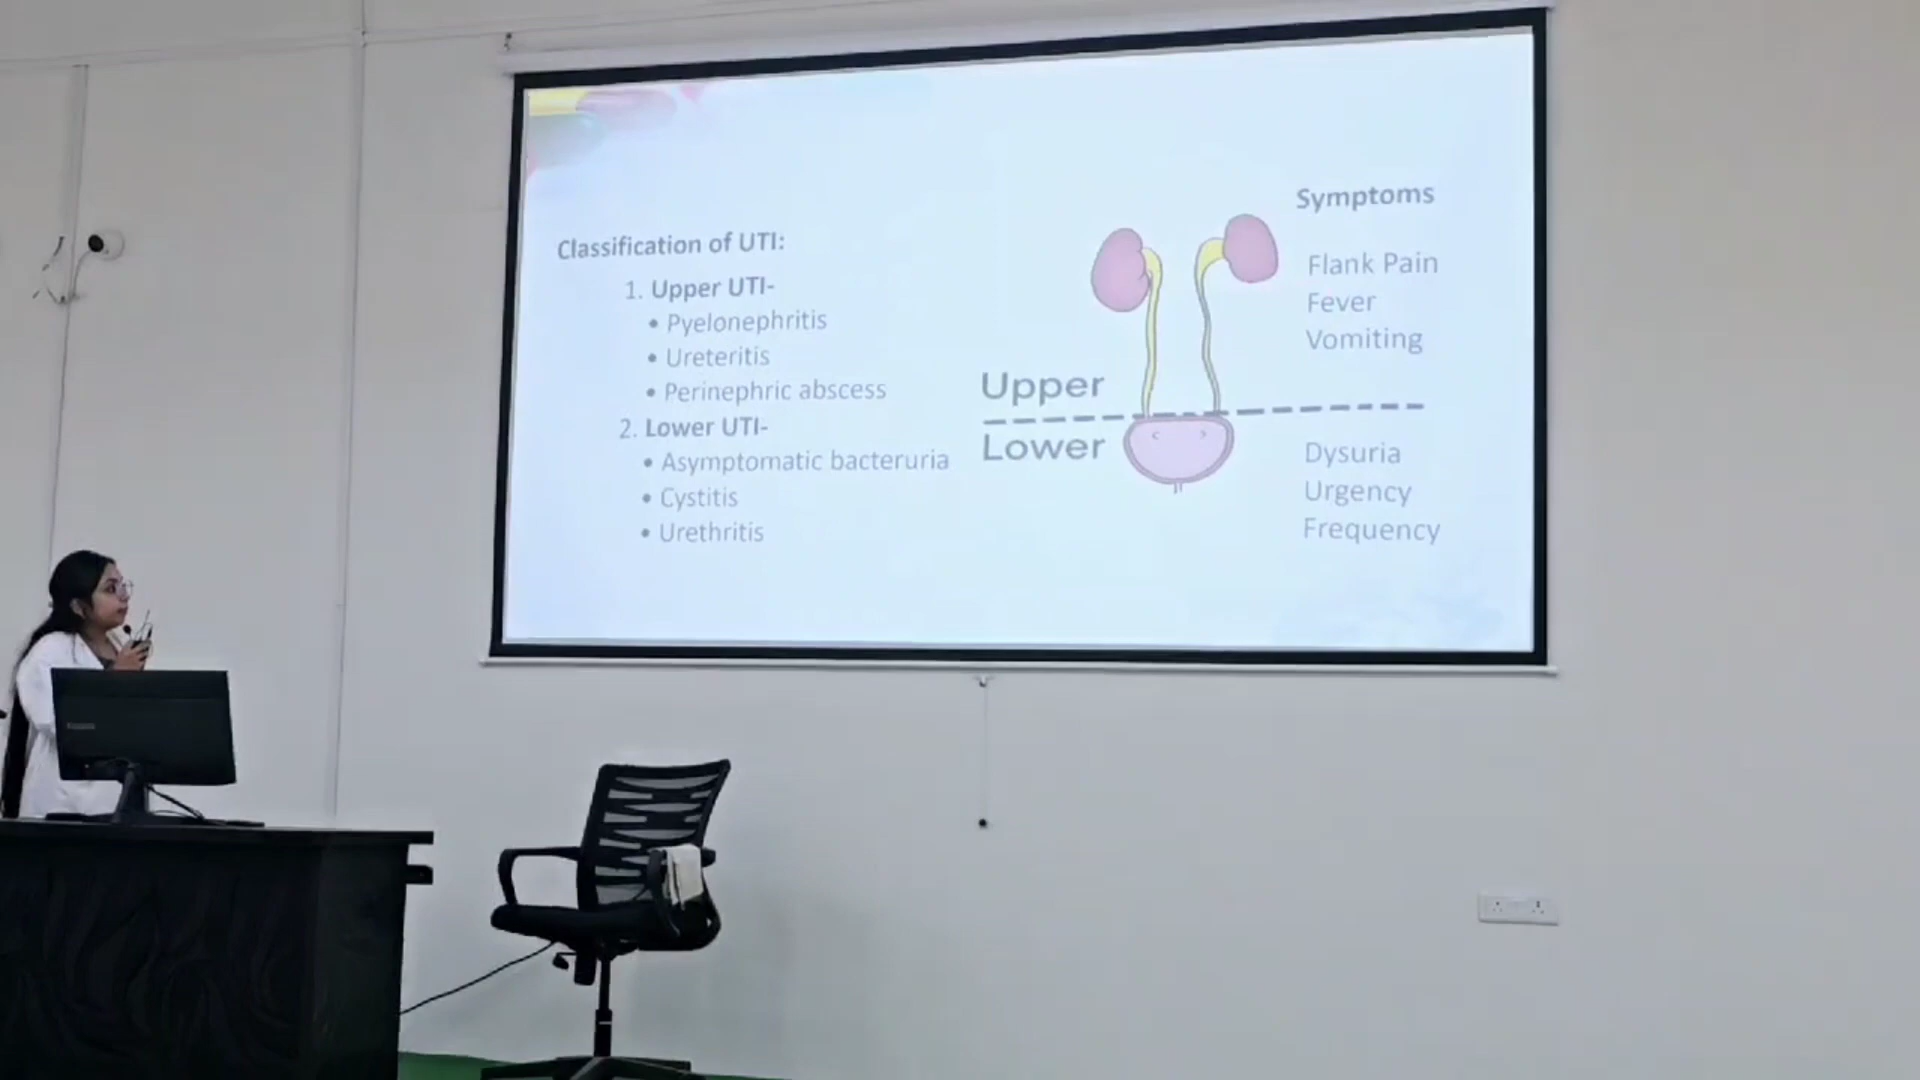 Classification of UTI:
1. Upper UTI-
• Pyelonephritis
• Ureteritis
• Perinephric abscess
2. Lower UTI-
• Asymptomatic bacteruria
• Cystitis
• Urethritis
Upper
Lower
Symptoms
Flank Pain
Fever
Vomiting
Dysuria
Urgency
Frequency